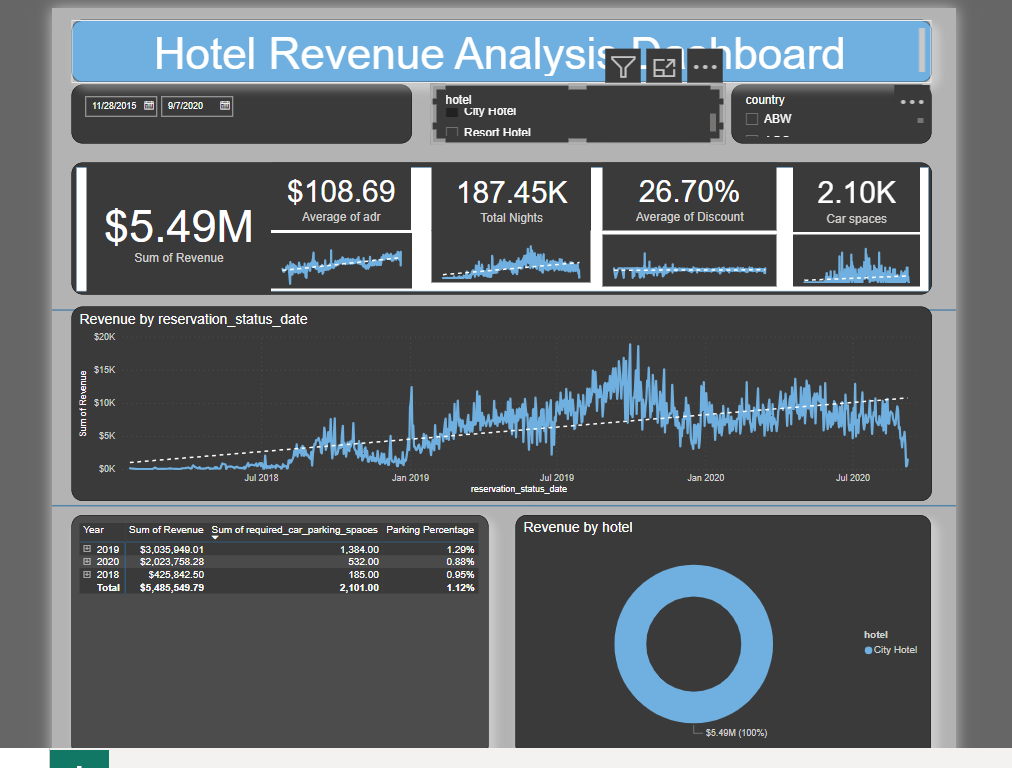 Hotel Revenue Analysis Dashboard
11/28/2015
9/7/2020
hotel
City Hotel
Resort Hotel
country
ABW
$5.49M
Sum of Revenue
$108.69
Average of adr
187.45K
Total Nights
26.70%
Average of Discount
2.10K
Car spaces
Revenue by reservation_status_date
Sum of Revenue
$20K
$15K
$10K
$5K
$0K
Jul 2018
Jan 2019
Jul 2019
Jan 2020
Jul 2020
reservation_status_date
Year Sum of Revenue Sum of required_car_parking_spaces Parking Percentage
2019 $3,035,949.01 1,384.00 1.29%
2020 $2,023,758.28 532.00 0.88%
2018 $425,842.50 185.00 0.95%
Total $5,485,549.79 2,101.00 1.12%
Revenue by hotel
hotel
City Hotel
$5.49M (100%)